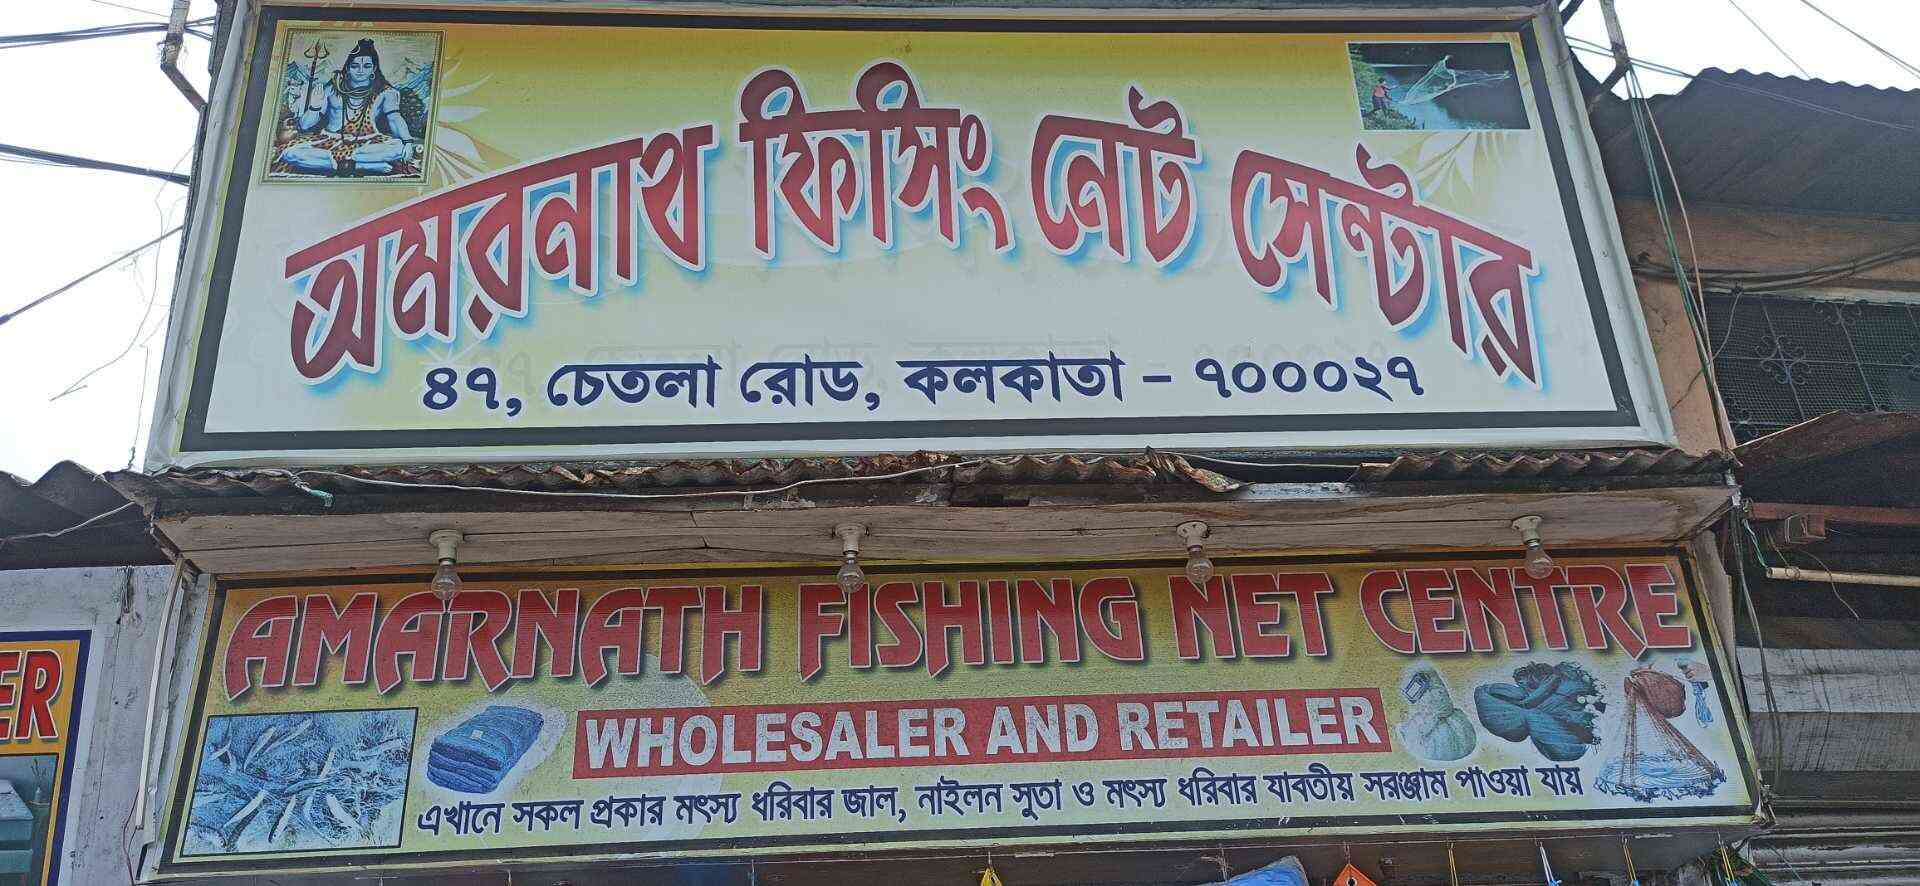 অমরনাথ ফিসিং নেট সেন্টার
৪৭, চেতলা রোড, কলকাতা - ৭০০০২৭
AMARNATH FISHING NET CENTRE
WHOLESALER AND RETAILER
এখানে সকল প্রকার মৎস্য ধরিবার জাল, নাইলন সুতা ও মৎস্য ধরিবার যাবতীয় সরঞ্জাম পাওয়া যায়
ER